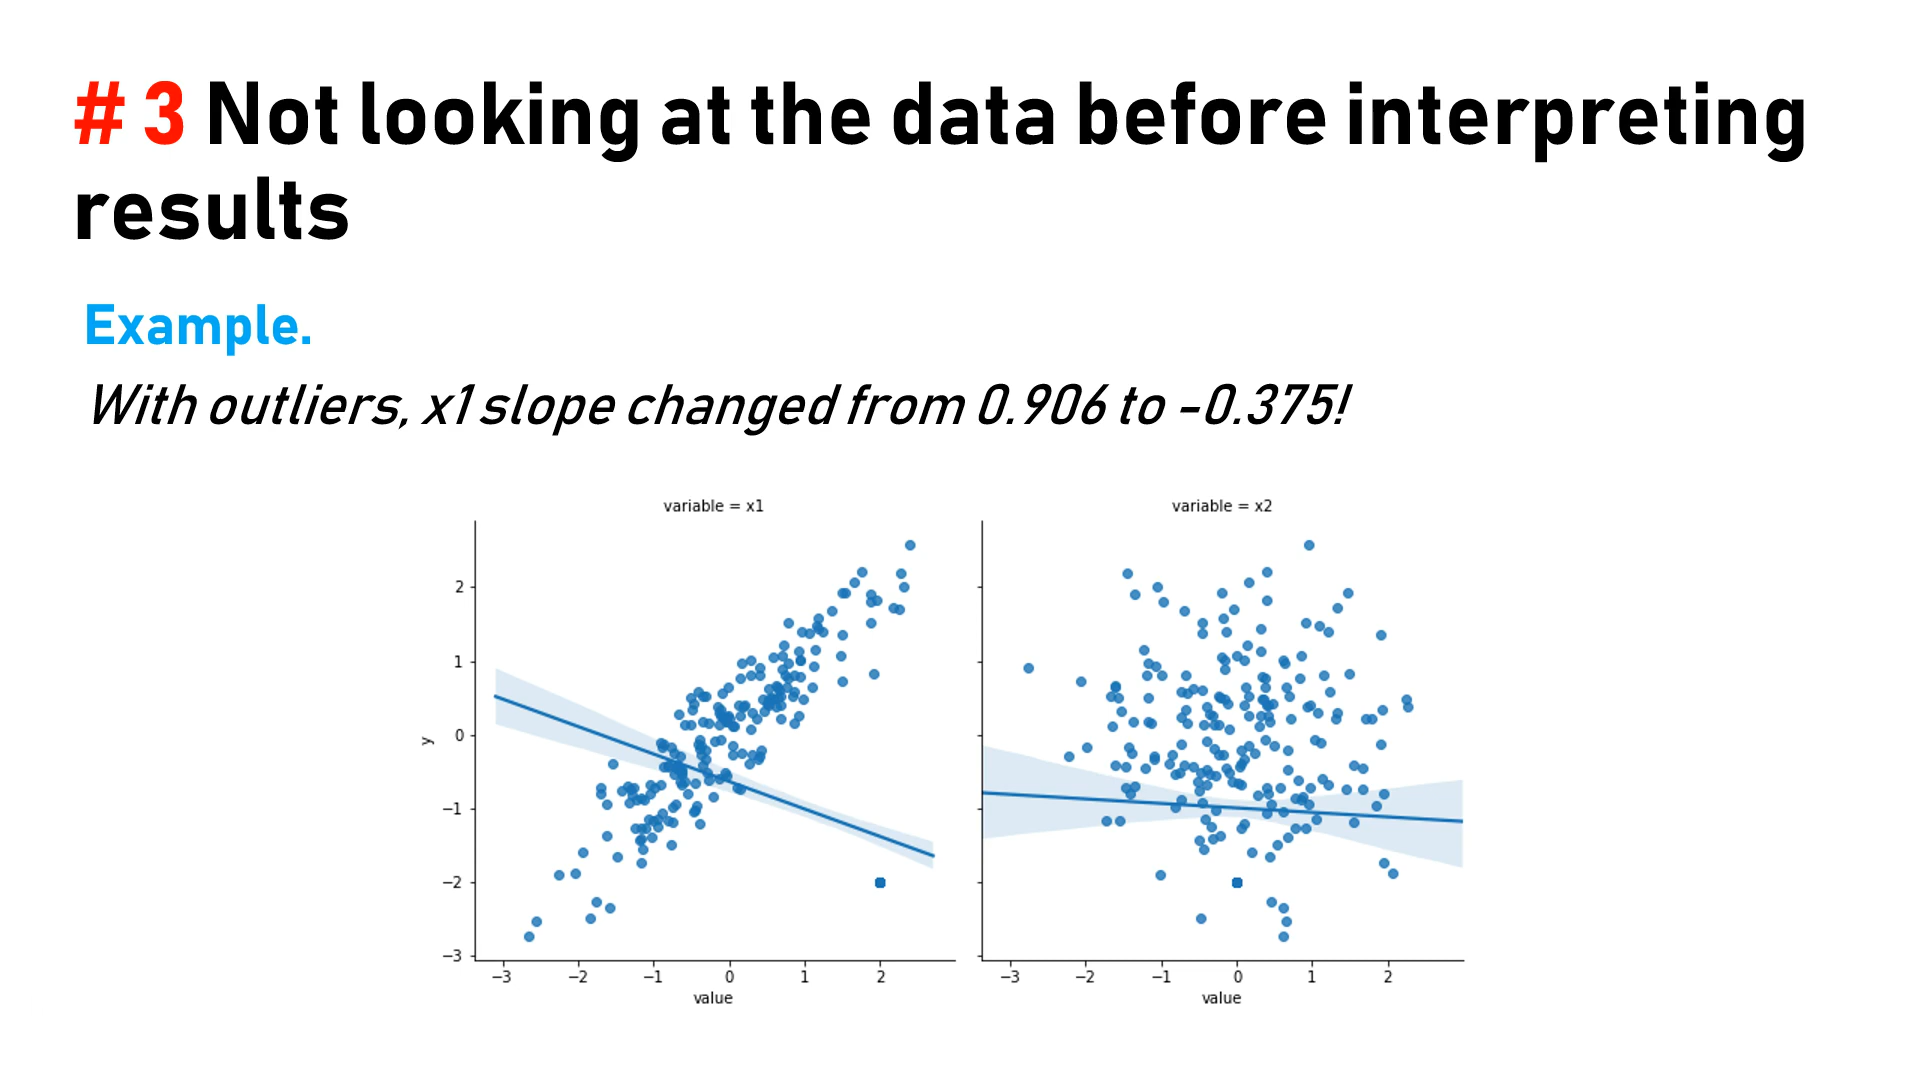 # 3 Not looking at the data before interpreting
results
Example.
With outliers, x1 slope changed from 0.906 to -0.375!
variable = x1
variable = x2
2
1
0
−1
−2
−3
y
−3 −2 −1 0 1 2
−3 −2 −1 0 1 2
value
value